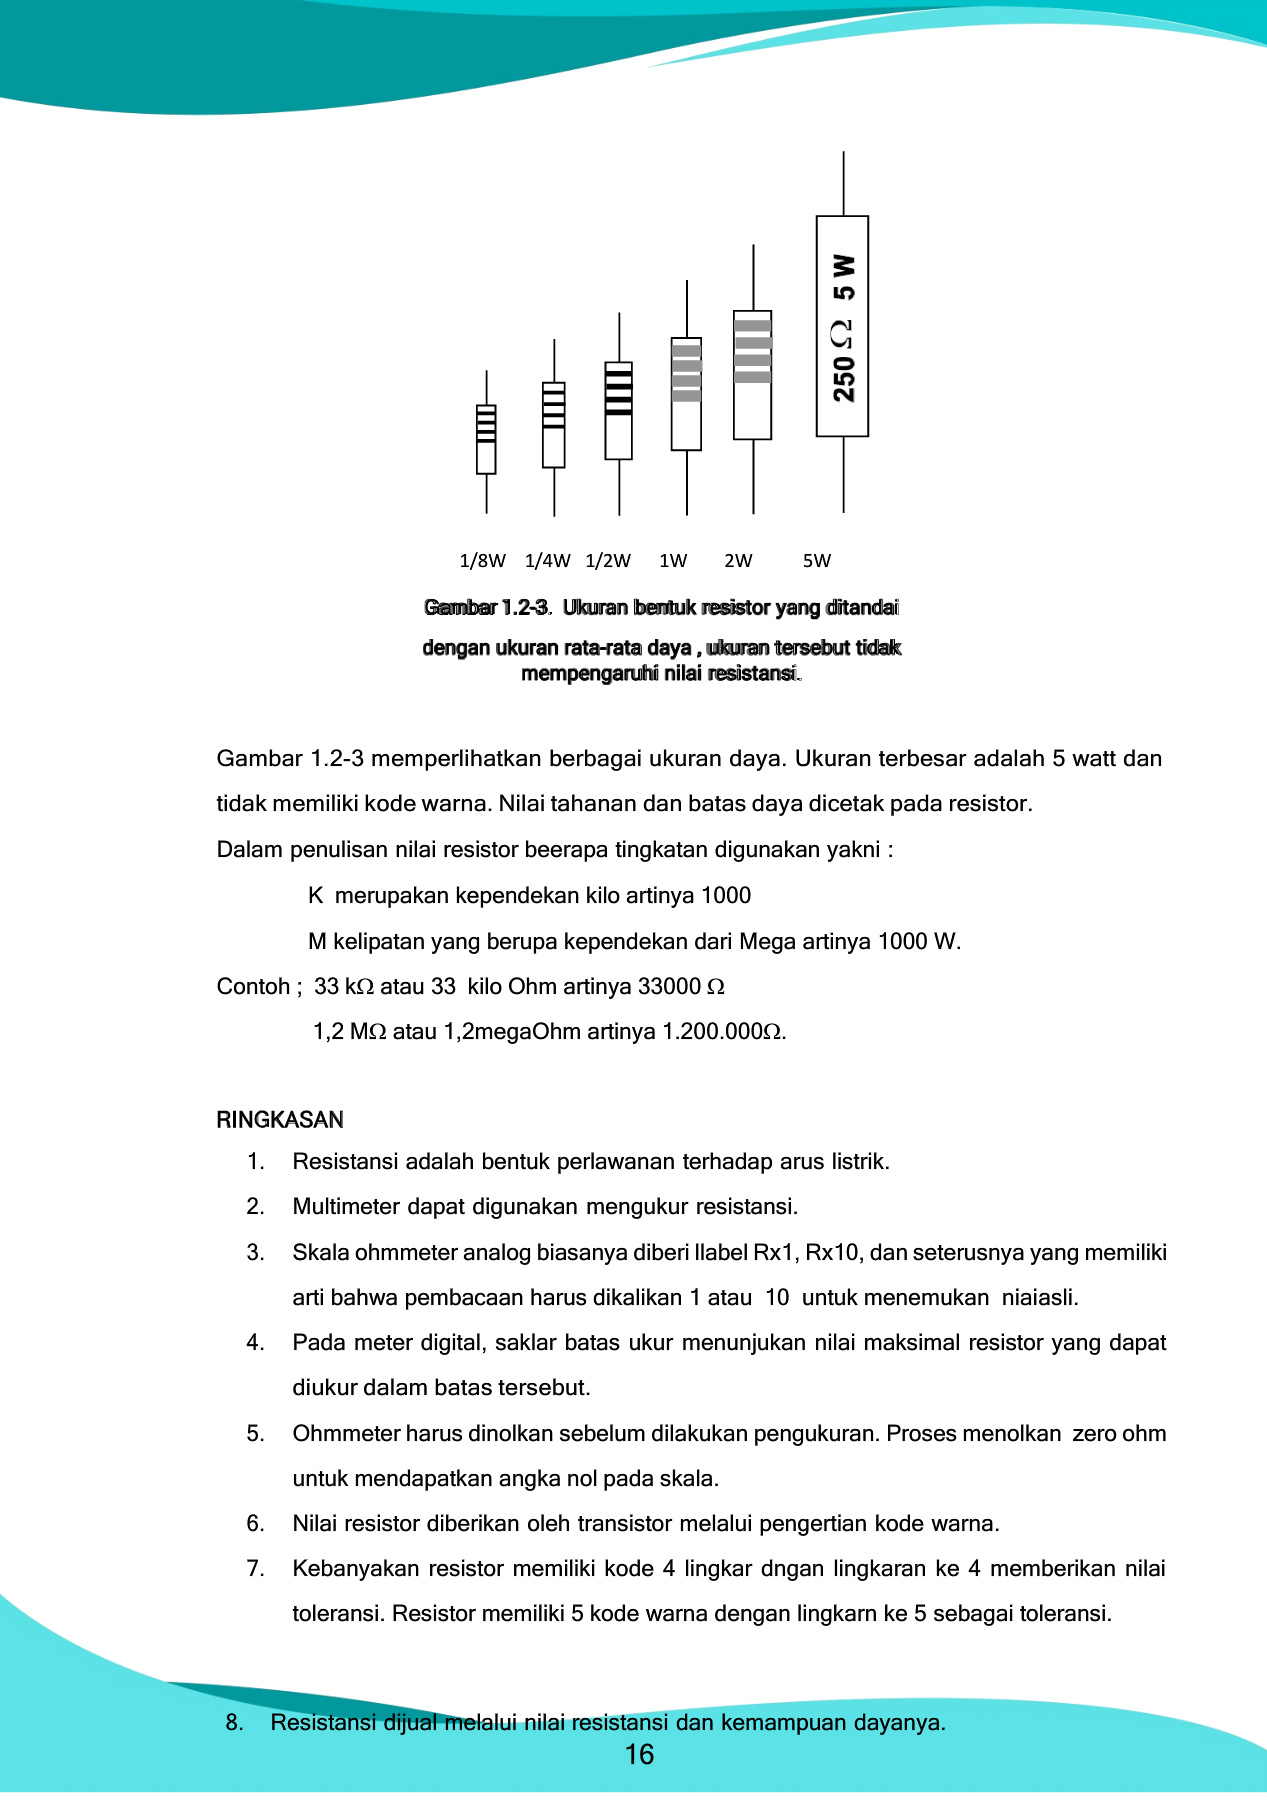 250 Ω 5 W
1/8W 1/4W 1/2W 1W 2W 5W
Gambar 1.2-3. Ukuran bentuk resistor yang ditandai
dengan ukuran rata-rata daya , ukuran tersebut tidak
mempengaruhi nilai resistansi.
Gambar 1.2-3 memperlihatkan berbagai ukuran daya. Ukuran terbesar adalah 5 watt dan
tidak memiliki kode warna. Nilai tahanan dan batas daya dicetak pada resistor.
Dalam penulisan nilai resistor beerapa tingkatan digunakan yakni :
K merupakan kependekan kilo artinya 1000
M kelipatan yang berupa kependekan dari Mega artinya 1000 W.
Contoh ; 33 kΩ atau 33 kilo Ohm artinya 33000 Ω
1,2 MΩ atau 1,2megaOhm artinya 1.200.000Ω.
RINGKASAN
1. Resistansi adalah bentuk perlawanan terhadap arus listrik.
2. Multimeter dapat digunakan mengukur resistansi.
3. Skala ohmmeter analog biasanya diberi llabel Rx1, Rx10, dan seterusnya yang memiliki
arti bahwa pembacaan harus dikalikan 1 atau 10 untuk menemukan niaiasli.
4. Pada meter digital, saklar batas ukur menunjukan nilai maksimal resistor yang dapat
diukur dalam batas tersebut.
5. Ohmmeter harus dinolkan sebelum dilakukan pengukuran. Proses menolkan zero ohm
untuk mendapatkan angka nol pada skala.
6. Nilai resistor diberikan oleh transistor melalui pengertian kode warna.
7. Kebanyakan resistor memiliki kode 4 lingkar dngan lingkaran ke 4 memberikan nilai
toleransi. Resistor memiliki 5 kode warna dengan lingkarn ke 5 sebagai toleransi.
8. Resistansi dijual melalui nilai resistansi dan kemampuan dayanya.
16